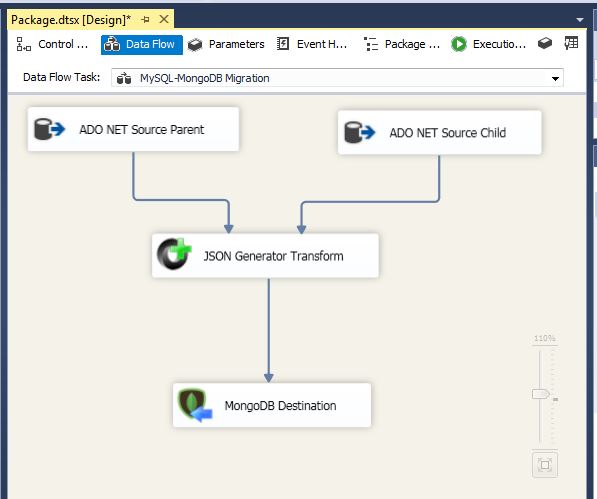 Package.dtsx [Design]*
Control ...
Data Flow
Parameters
Event H...
Package ...
Executio...
Data Flow Task:
MySQL-MongoDB Migration
ADO NET Source Parent
ADO NET Source Child
JSON Generator Transform
110%
MongoDB Destination